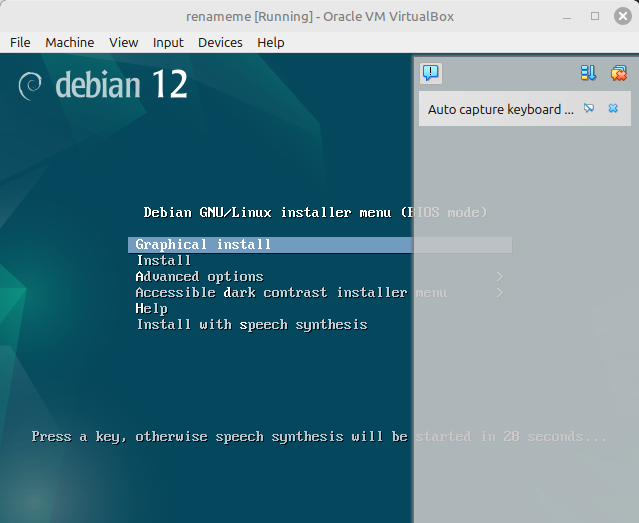 renameme [Running] - Oracle VM VirtualBox
File Machine View Input Devices Help
debian 12
Auto capture keyboard ...
Debian GNU/Linux installer menu (BIOS mode)
Graphical install
Install
Advanced options >
Accessible dark contrast installer menu >
Help
Install with speech synthesis
Press a key, otherwise speech synthesis will be started in 28 seconds...